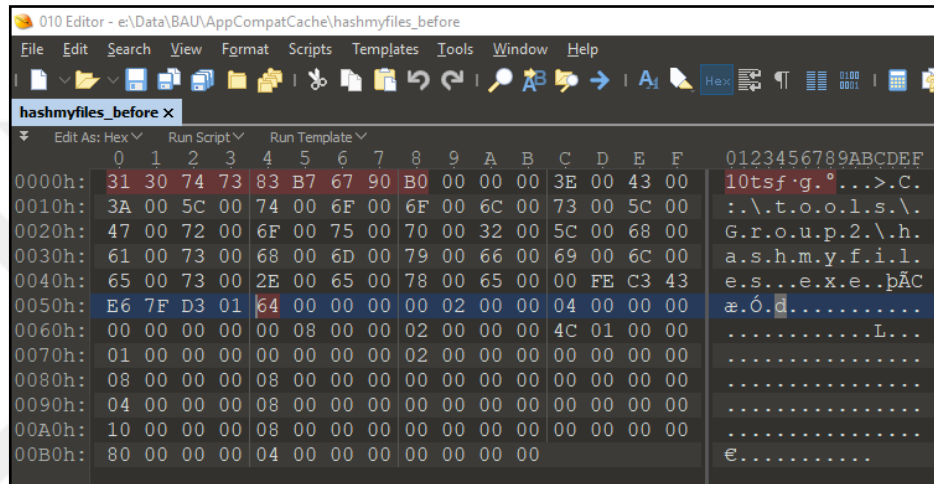 010 Editor - e:\Data\BAU\AppCompatCache\hashmyfiles_before
File Edit Search View Format Scripts Templates Tools Window Help
Hex
hashmyfiles_before ×
Edit As: Hex Run Script Run Template
0 1 2 3 4 5 6 7 8 9 A B C D E F 0123456789ABCDEF
0000h: 31 30 74 73 83 B7 67 90 B0 00 00 00 3E 00 43 00 10tsƒ·g.°...>.C.
0010h: 3A 00 5C 00 74 00 6F 00 6F 00 6C 00 73 00 5C 00 :.\.t.o.o.l.s.\.
0020h: 47 00 72 00 6F 00 75 00 70 00 32 00 5C 00 68 00 G.r.o.u.p.2.\.h.
0030h: 61 00 73 00 68 00 6D 00 79 00 66 00 69 00 6C 00 a.s.h.m.y.f.i.l.
0040h: 65 00 73 00 2E 00 65 00 78 00 65 00 00 FE C3 43 e.s...e.x.e..þÃC
0050h: E6 7F D3 01 64 00 00 00 00 02 00 00 04 00 00 00 æ.Ó.d...........
0060h: 00 00 00 00 00 08 00 00 02 00 00 00 4C 01 00 00 ............L...
0070h: 01 00 00 00 00 00 00 00 02 00 00 00 00 00 00 00 ................
0080h: 08 00 00 00 08 00 00 00 00 00 00 00 00 00 00 00 ................
0090h: 04 00 00 00 08 00 00 00 00 00 00 00 00 00 00 00 ................
00A0h: 10 00 00 00 08 00 00 00 00 00 00 00 00 00 00 00 ................
00B0h: 80 00 00 00 04 00 00 00 00 00 00 00 €...........